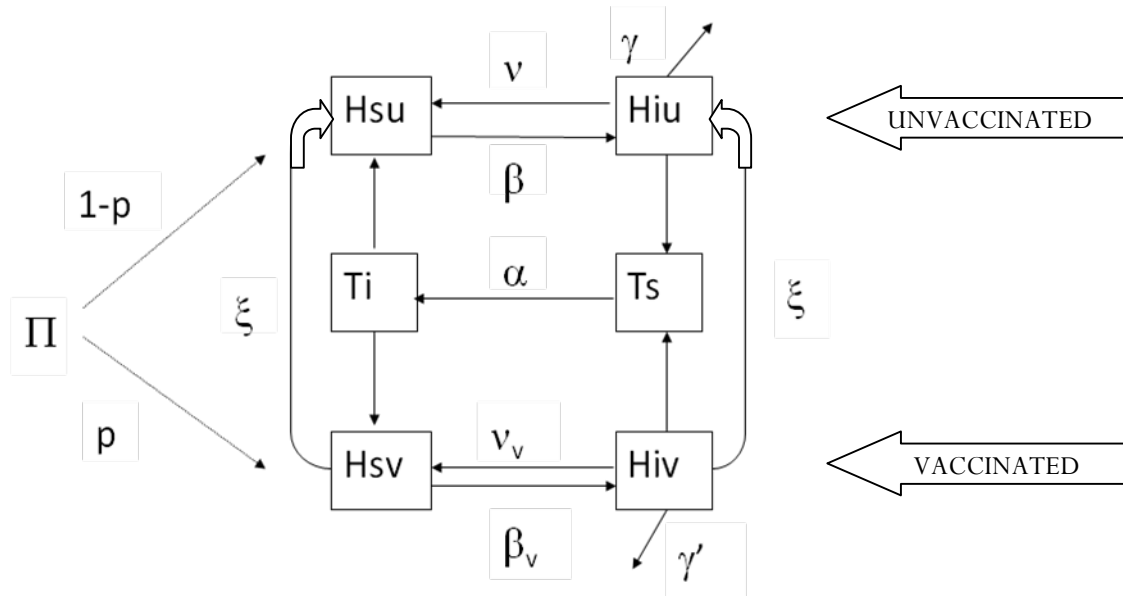 γ
ν
Hsu
Hiu
UNVACCINATED
β
1-p
Ti
α
Ts
ξ
ξ
Π
p
νv
Hsv
Hiv
VACCINATED
βv
γ'